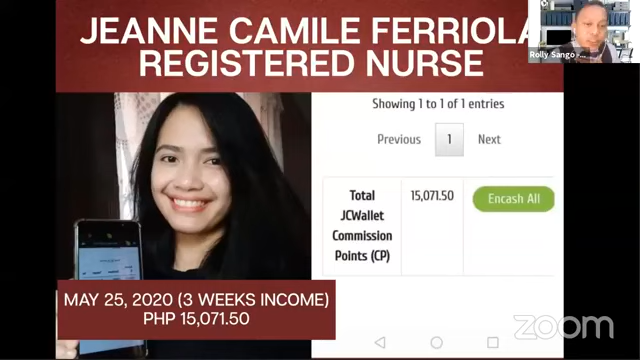 JEANNE CAMILE FERRIOLA
REGISTERED NURSE
Rolly Sango -
Showing 1 to 1 of 1 entries
Previous 1 Next
Total JCWallet Commission Points (CP)
15,071.50
Encash All
MAY 25, 2020 (3 WEEKS INCOME)
PHP 15,071.50
zoom